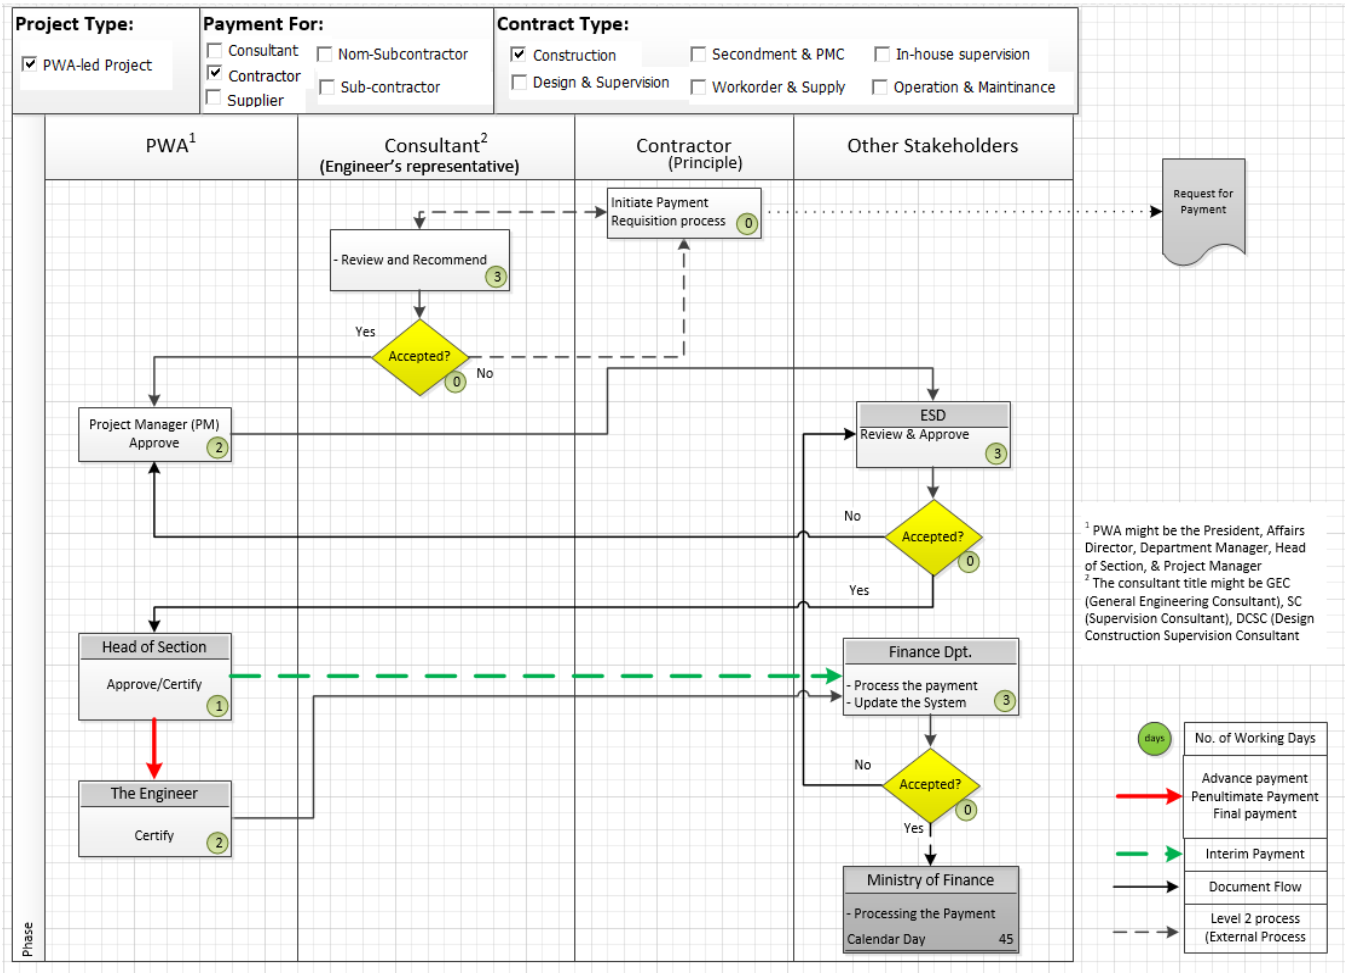 Project Type:
PWA-led Project
Payment For:
Consultant
Nom-Subcontractor
Contractor
Sub-contractor
Supplier
Contract Type:
Construction
Secondment & PMC
In-house supervision
Design & Supervision
Workorder & Supply
Operation & Maintinance
PWA1
Consultant2
(Engineer's representative)
Contractor
(Principle)
Other Stakeholders
Initiate Payment
Requisition process
0
Request for
Payment
- Review and Recommend
3
Yes
Accepted?
0
No
Project Manager (PM)
Approve
2
ESD
Review & Approve
3
No
Accepted?
0
Yes
1 PWA might be the President, Affairs
Director, Department Manager, Head
of Section, & Project Manager
2 The consultant title might be GEC
(General Engineering Consultant), SC
(Supervision Consultant), DCSC (Design
Construction Supervision Consultant
Head of Section
Approve/Certify
1
Finance Dpt.
- Process the payment
- Update the System
3
The Engineer
Certify
2
No
Accepted?
0
Yes
Ministry of Finance
- Processing the Payment
Calendar Day 45
days
No. of Working Days
Advance payment
Penultimate Payment
Final payment
Interim Payment
Document Flow
Level 2 process
(External Process
Phase